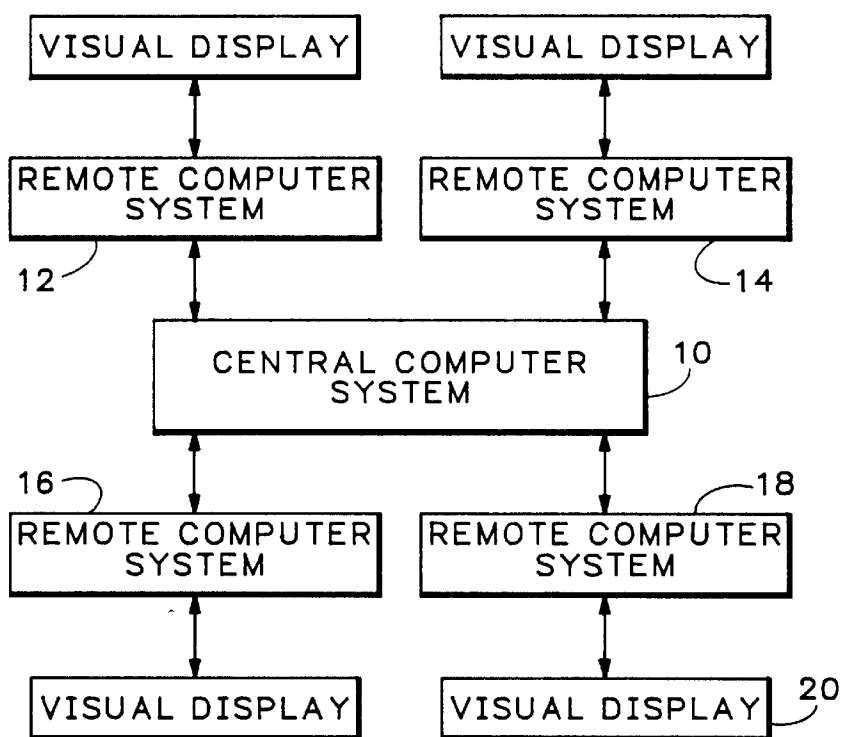 VISUAL DISPLAY
VISUAL DISPLAY
REMOTE COMPUTER
SYSTEM
REMOTE COMPUTER
SYSTEM
12
14
CENTRAL COMPUTER
SYSTEM
10
16
18
REMOTE COMPUTER
SYSTEM
REMOTE COMPUTER
SYSTEM
VISUAL DISPLAY
VISUAL DISPLAY
20